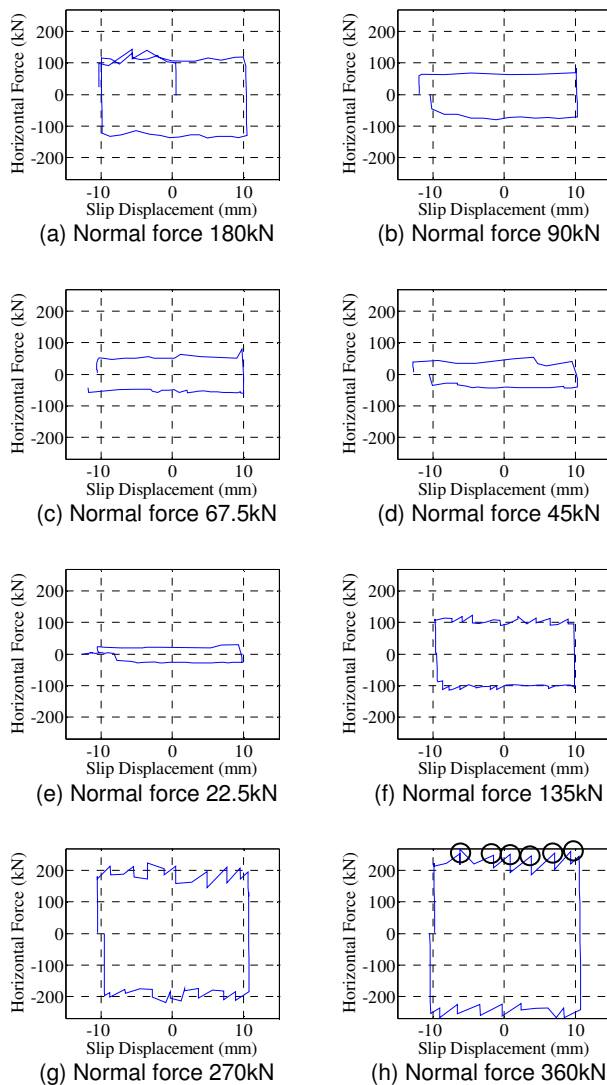 Horizontal Force (kN)
200
100
0
-100
-200
-10 0 10
Slip Displacement (mm)
(a) Normal force 180kN
Horizontal Force (kN)
200
100
0
-100
-200
-10 0 10
Slip Displacement (mm)
(b) Normal force 90kN
Horizontal Force (kN)
200
100
0
-100
-200
-10 0 10
Slip Displacement (mm)
(c) Normal force 67.5kN
Horizontal Force (kN)
200
100
0
-100
-200
-10 0 10
Slip Displacement (mm)
(d) Normal force 45kN
Horizontal Force (kN)
200
100
0
-100
-200
-10 0 10
Slip Displacement (mm)
(e) Normal force 22.5kN
Horizontal Force (kN)
200
100
0
-100
-200
-10 0 10
Slip Displacement (mm)
(f) Normal force 135kN
Horizontal Force (kN)
200
100
0
-100
-200
-10 0 10
Slip Displacement (mm)
(g) Normal force 270kN
Horizontal Force (kN)
200
100
0
-100
-200
-10 0 10
Slip Displacement (mm)
(h) Normal force 360kN